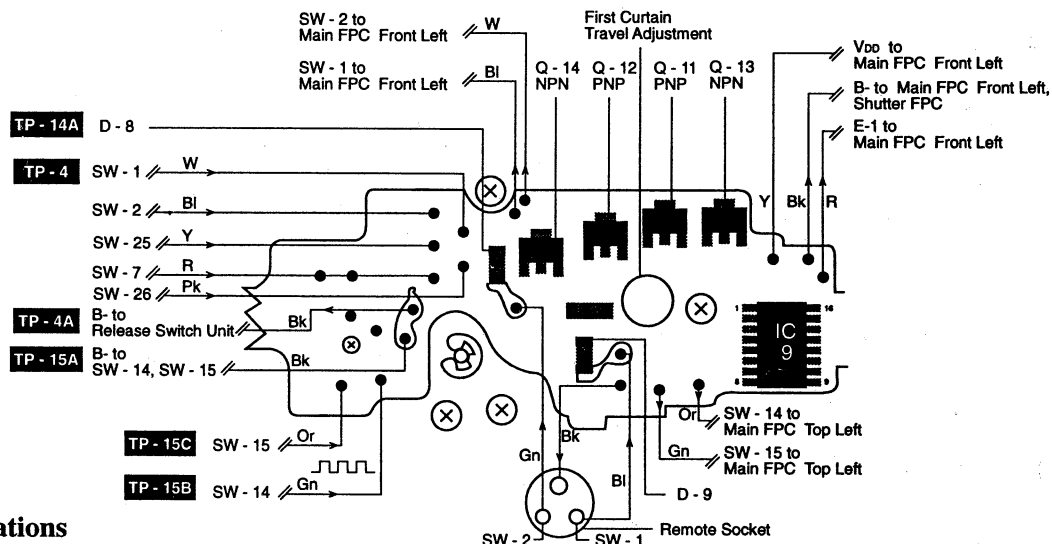 SW - 2 to
Main FPC Front Left
W
First Curtain
Travel Adjustment
SW - 1 to
Main FPC Front Left
Bl
Q - 14
NPN
Q - 12
PNP
Q - 11
PNP
Q - 13
NPN
VDD to
Main FPC Front Left
B- to Main FPC Front Left,
Shutter FPC
E-1 to
Main FPC Front Left
TP - 14A D - 8
TP - 4 SW - 1 W
SW - 2 Bl
SW - 25 Y
SW - 7 R
SW - 26 Pk
Y Bk R
TP - 4A B- to
Release Switch Unit
Bk
TP - 15A B- to
SW - 14, SW - 15
Bk
1 16
IC
9
8 9
TP - 15C SW - 15 Or
TP - 15B SW - 14 Gn
Gn Bk Bl
Or
SW - 14 to
Main FPC Top Left
Gn
SW - 15 to
Main FPC Top Left
D - 9
Remote Socket
SW - 2 SW - 1
ations